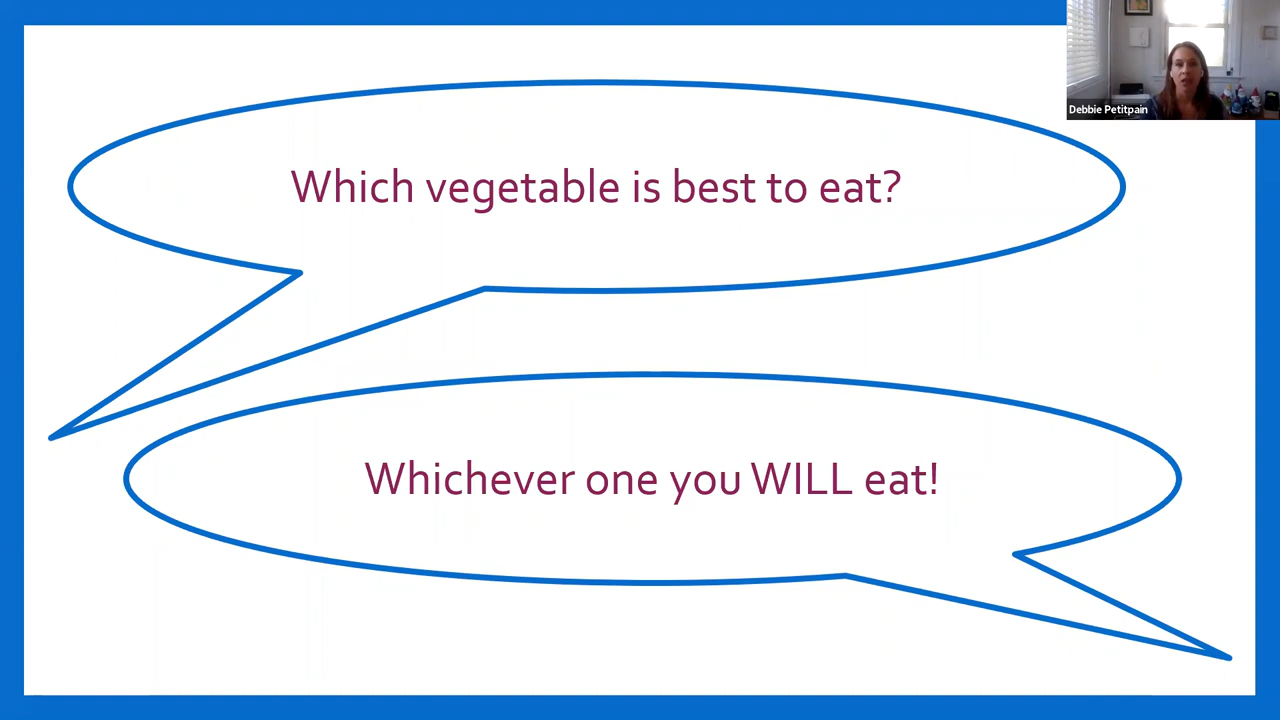 Debbie Petitpain
Which vegetable is best to eat?
Whichever one you WILL eat!